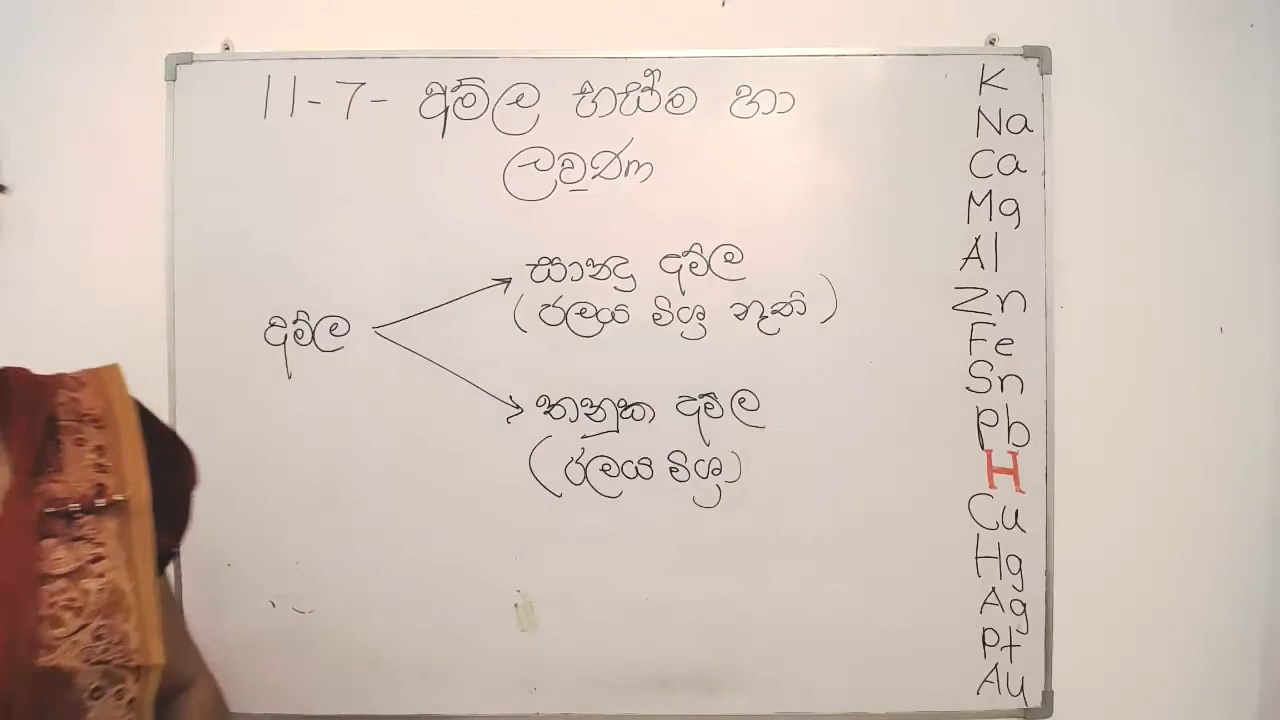 11-7- අම්ල භස්ම හා
ලවණ
අම්ල
සාන්ද්‍ර අම්ල
(ජලය මිශ්‍ර නැති)
තනුක අම්ල
(ජලය මිශ්‍ර)
K
Na
Ca
Mg
Al
Zn
Fe
Sn
Pb
H
Cu
Hg
Ag
Pt
Au